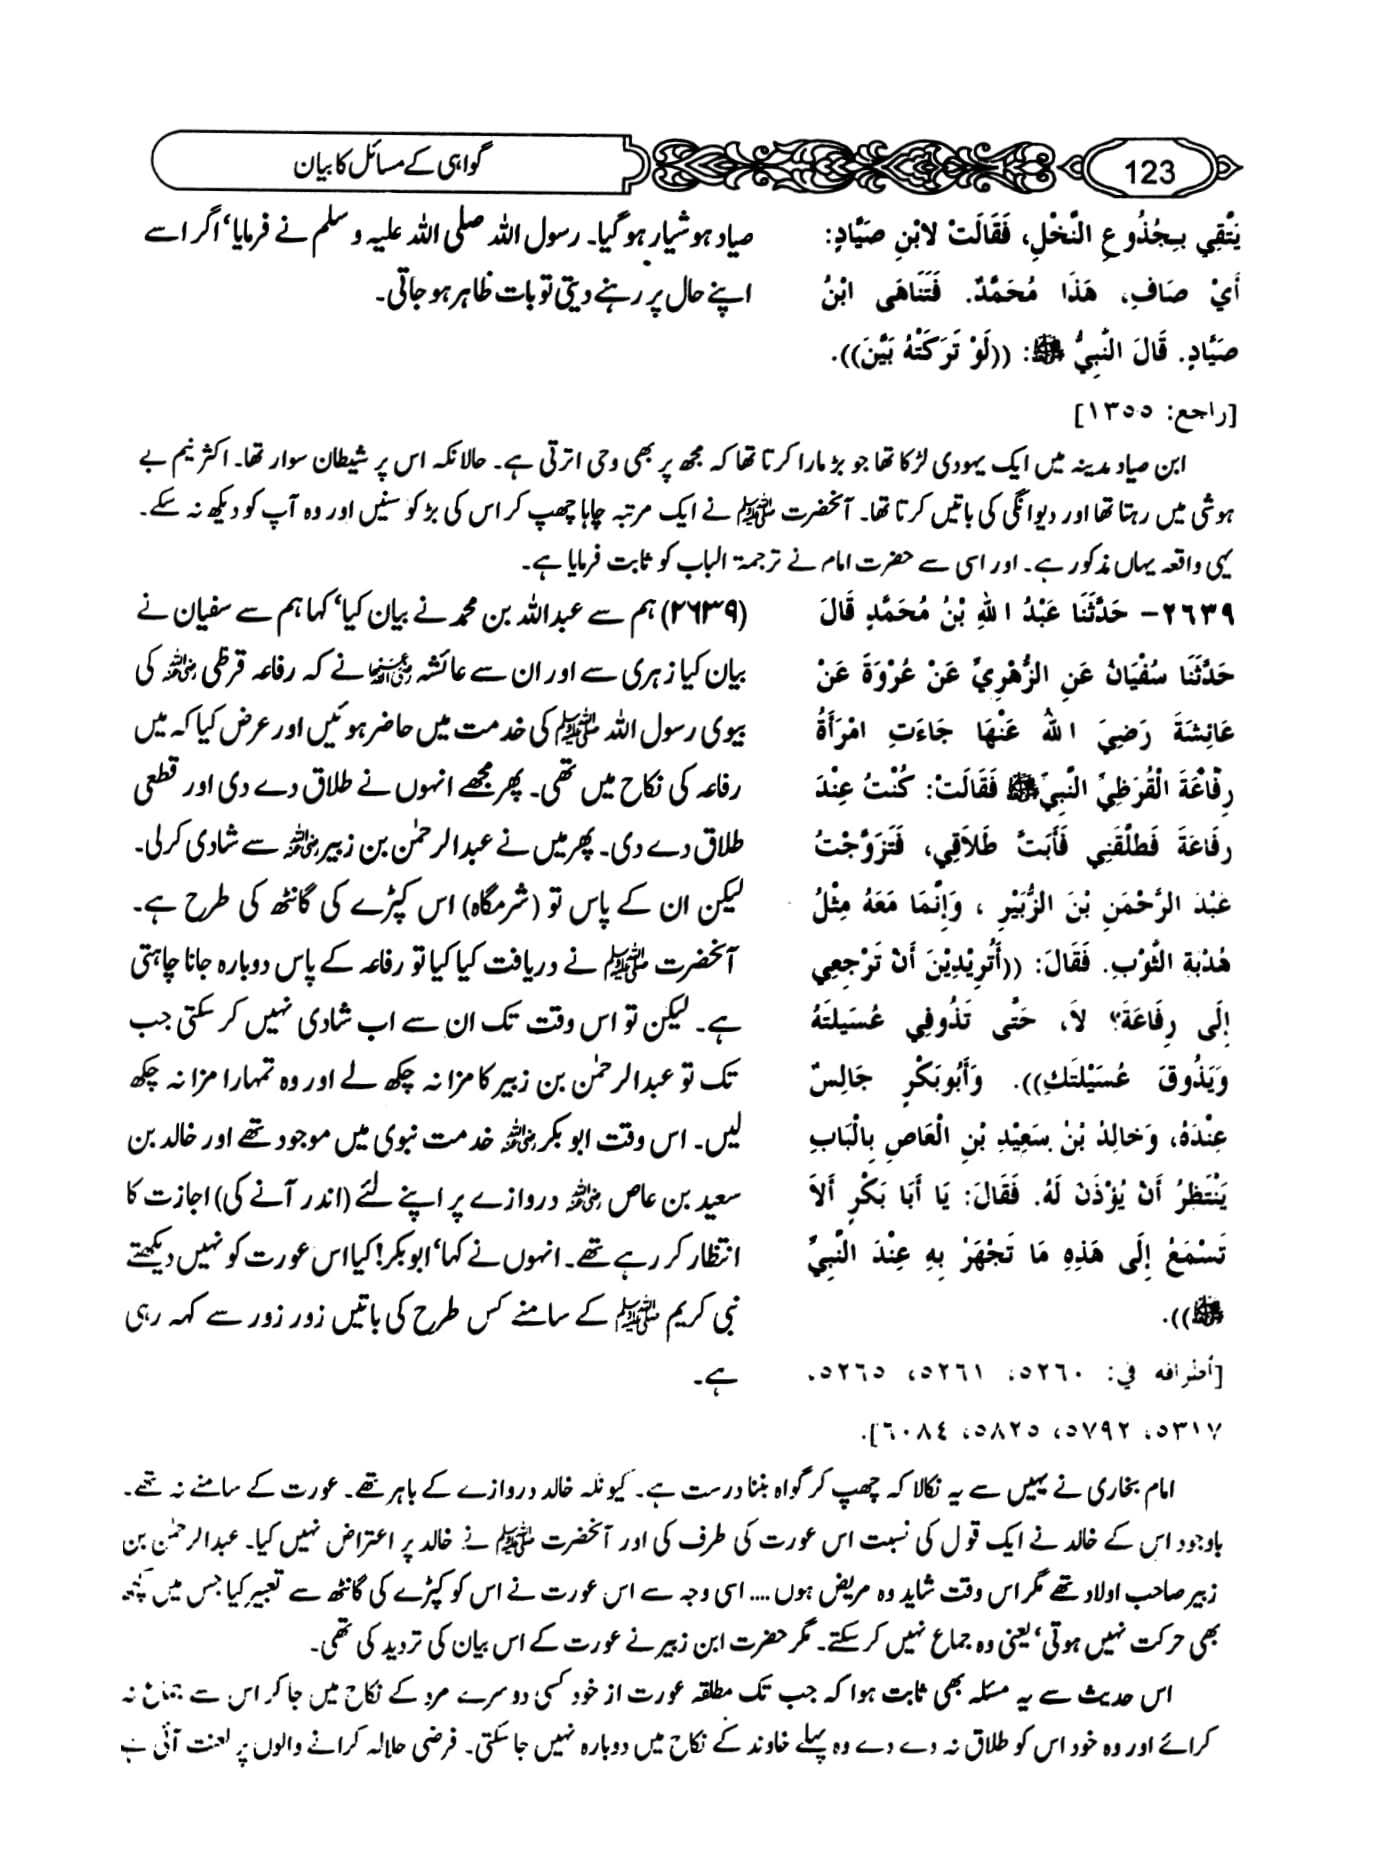 123
گواہی کے مسائل کا بیان
يَتَّقِي بِجُذُوعِ النَّخْلِ، فَقَالَتْ لابْنِ صَيَّادٍ:
أَيْ صَافِ، هَذَا مُحَمَّدٌ. فَتَنَاهَى ابْنُ
صَيَّادٍ. قَالَ النَّبِيُّ ﷺ: ((لَوْ تَرَكَتْهُ بَيَّنَ)).
[راجع: ١٣٥٥]
صیاد ہوشیار ہو گیا۔ رسول اللہ صلی اللہ علیہ وسلم نے فرمایا‘ اگر اسے
اپنے حال پر رہنے دیتی تو بات ظاہر ہو جاتی۔
ابن صیاد مدینہ میں ایک یہودی لڑکا تھا جو بڑ مارا کرتا تھا کہ مجھ پر بھی وحی اترتی ہے۔ حالانکہ اس پر شیطان سوار تھا۔ اکثر نیم بے
ہوشی میں رہتا تھا اور دیوانگی کی باتیں کرتا تھا۔ آنحضرت ﷺ نے ایک مرتبہ چاہا چھپ کر اس کی بڑ کو سنیں اور وہ آپ کو دیکھ نہ سکے۔
یہی واقعہ یہاں مذکور ہے۔ اور اسی سے حضرت امام نے ترجمۃ الباب کو ثابت فرمایا ہے۔
٢٦٣٩- حَدَّثَنَا عَبْدُ اللهِ بْنُ مُحَمَّدٍ قَالَ
حَدَّثَنَا سُفْيَانُ عَنِ الزُّهْرِيِّ عَنْ عُرْوَةَ عَنْ
عَائِشَةَ رَضِيَ اللهُ عَنْهَا جَاءَتِ امْرَأَةُ
رِفَاعَةَ الْقُرَظِيِّ النَّبِيَّ ﷺ فَقَالَتْ: كُنْتُ عِنْدَ
رِفَاعَةَ فَطَلَّقَنِي فَأَبَتَّ طَلَاقِي، فَتَزَوَّجْتُ
عَبْدَ الرَّحْمَنِ بْنَ الزُّبَيْرِ ، وَإِنَّمَا مَعَهُ مِثْلُ
هُدْبَةِ الثَّوْبِ. فَقَالَ: ((أَتُرِيْدِيْنَ أَنْ تَرْجِعِي
إِلَى رِفَاعَةَ؟ لاَ، حَتَّى تَذُوقِي عُسَيلَتَهُ
وَيَذُوقَ عُسَيْلَتَكِ)). وَأَبُوبَكْرٍ جَالِسٌ
عِنْدَهُ، وَخَالِدُ بْنُ سَعِيْدِ بْنِ الْعَاصِ بِالْبَابِ
يَنْتَظِرُ أَنْ يُؤْذَنَ لَهُ. فَقَالَ: يَا أَبَا بَكْرٍ أَلاَ
تَسْمَعُ إِلَى هَذِهِ مَا تَجْهَرُ بِهِ عِنْدَ النَّبِيِّ
ﷺ)).
[أطرافه في: ٥٢٦٠، ٥٢٦١، ٥٢٦٥،
٥٣١٧، ٥٧٩٢، ٥٨٢٥، ٦٠٨٤].
(۲۶۳۹) ہم سے عبداللہ بن محمد نے بیان کیا‘ کہا ہم سے سفیان نے
بیان کیا زہری سے اور ان سے عائشہ رضی اللہ عنہا نے کہ رفاعہ قرظی رضی اللہ عنہ کی
بیوی رسول اللہ ﷺ کی خدمت میں حاضر ہوئیں اور عرض کیا کہ میں
رفاعہ کی نکاح میں تھی۔ پھر مجھے انہوں نے طلاق دے دی اور قطعی
طلاق دے دی۔ پھر میں نے عبدالرحمٰن بن زبیر رضی اللہ عنہ سے شادی کر لی۔
لیکن ان کے پاس تو (شرمگاہ) اس کپڑے کی گانٹھ کی طرح ہے۔
آنحضرت ﷺ نے دریافت کیا کیا تو رفاعہ کے پاس دوبارہ جانا چاہتی
ہے۔ لیکن تو اس وقت تک ان سے اب شادی نہیں کر سکتی جب
تک تو عبدالرحمٰن بن زبیر کا مزا نہ چکھ لے اور وہ تمہارا مزا نہ چکھ
لیں۔ اس وقت ابو بکر رضی اللہ عنہ خدمت نبوی میں موجود تھے اور خالد بن
سعید بن عاص رضی اللہ عنہ دروازے پر اپنے لئے (اندر آنے کی) اجازت کا
انتظار کر رہے تھے۔ انہوں نے کہا‘ ابو بکر! کیا اس عورت کو نہیں دیکھتے
نبی کریم ﷺ کے سامنے کس طرح کی باتیں زور زور سے کہہ رہی
ہے۔
امام بخاری نے یہیں سے یہ نکالا کہ چھپ کر گواہ بننا درست ہے۔ کیونکہ خالد دروازے کے باہر تھے۔ عورت کے سامنے نہ تھے۔
باوجود اس کے خالد نے ایک قول کی نسبت اس عورت کی طرف کی اور آنحضرت ﷺ نے خالد پر اعتراض نہیں کیا۔ عبدالرحمٰن بن
زبیر صاحب اولاد تھے مگر اس وقت شاید وہ مریض ہوں.... اسی وجہ سے اس عورت نے اس کو کپڑے کی گانٹھ سے تعبیر کیا جس میں کچھ
بھی حرکت نہیں ہوتی‘ یعنی وہ جماع نہیں کر سکتے۔ مگر حضرت ابن زبیر نے عورت کے اس بیان کی تردید کی تھی۔
اس حدیث سے یہ مسئلہ بھی ثابت ہوا کہ جب تک مطلقہ عورت از خود کسی دوسرے مرد کے نکاح میں جا کر اس سے جماع نہ
کرائے اور وہ خود اس کو طلاق نہ دے دے وہ پہلے خاوند کے نکاح میں دوبارہ نہیں جا سکتی۔ فرضی حلالہ کرانے والوں پر لعنت آئی ہے